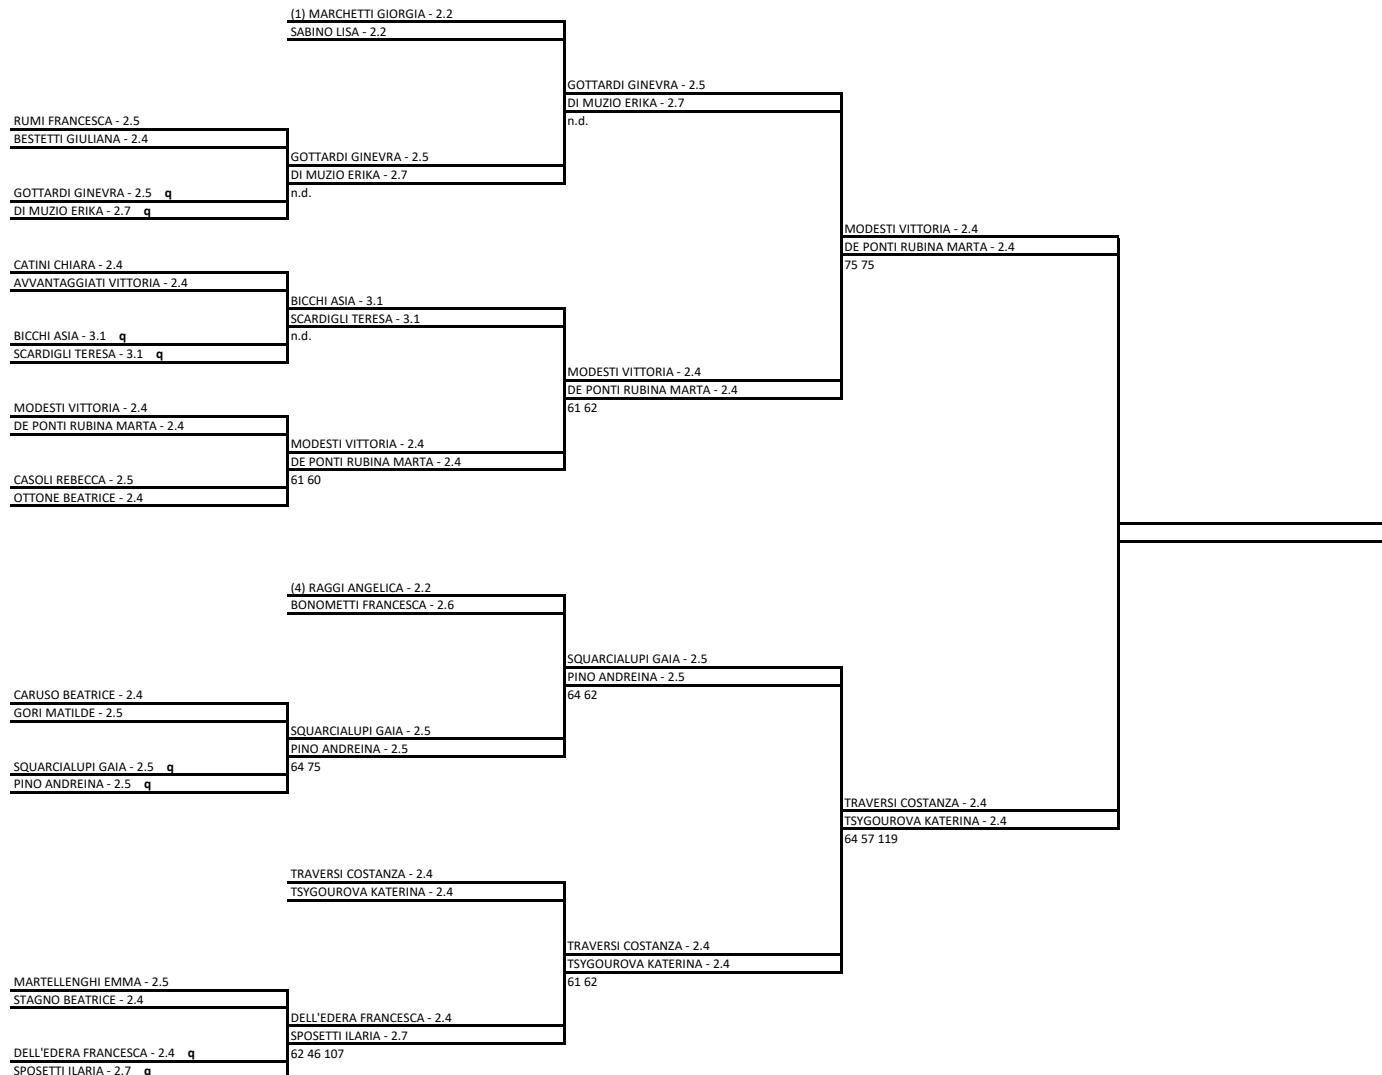 (1) MARCHETTI GIORGIA - 2.2
SABINO LISA - 2.2
GOTTARDI GINEVRA - 2.5
DI MUZIO ERIKA - 2.7
n.d.
RUMI FRANCESCA - 2.5
BESTETTI GIULIANA - 2.4
GOTTARDI GINEVRA - 2.5
DI MUZIO ERIKA - 2.7
n.d.
GOTTARDI GINEVRA - 2.5 q
DI MUZIO ERIKA - 2.7 q
MODESTI VITTORIA - 2.4
DE PONTI RUBINA MARTA - 2.4
75 75
CATINI CHIARA - 2.4
AVVANTAGGIATI VITTORIA - 2.4
BICCHI ASIA - 3.1
SCARDIGLI TERESA - 3.1
n.d.
BICCHI ASIA - 3.1 q
SCARDIGLI TERESA - 3.1 q
MODESTI VITTORIA - 2.4
DE PONTI RUBINA MARTA - 2.4
61 62
MODESTI VITTORIA - 2.4
DE PONTI RUBINA MARTA - 2.4
MODESTI VITTORIA - 2.4
DE PONTI RUBINA MARTA - 2.4
61 60
CASOLI REBECCA - 2.5
OTTONE BEATRICE - 2.4
(4) RAGGI ANGELICA - 2.2
BONOMETTI FRANCESCA - 2.6
SQUARCIALUPI GAIA - 2.5
PINO ANDREINA - 2.5
64 62
CARUSO BEATRICE - 2.4
GORI MATILDE - 2.5
SQUARCIALUPI GAIA - 2.5
PINO ANDREINA - 2.5
64 75
SQUARCIALUPI GAIA - 2.5 q
PINO ANDREINA - 2.5 q
TRAVERSI COSTANZA - 2.4
TSYGOUROVA KATERINA - 2.4
64 57 119
TRAVERSI COSTANZA - 2.4
TSYGOUROVA KATERINA - 2.4
TRAVERSI COSTANZA - 2.4
TSYGOUROVA KATERINA - 2.4
61 62
MARTELLENGHI EMMA - 2.5
STAGNO BEATRICE - 2.4
DELL'EDERA FRANCESCA - 2.4
SPOSETTI ILARIA - 2.7
62 46 107
DELL'EDERA FRANCESCA - 2.4 q
SPOSETTI ILARIA - 2.7 q